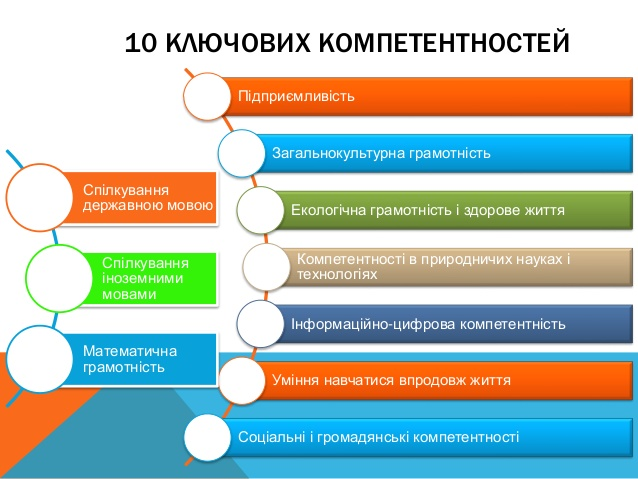 10 КЛЮЧОВИХ КОМПЕТЕНТНОСТЕЙ
Спілкування
державною мовою
Спілкування
іноземними
мовами
Математична
грамотність
Підприємливість
Загальнокультурна грамотність
Екологічна грамотність і здорове життя
Компетентності в природничих науках і
технологіях
Інформаційно-цифрова компетентність
Уміння навчатися впродовж життя
Соціальні і громадянські компетентності